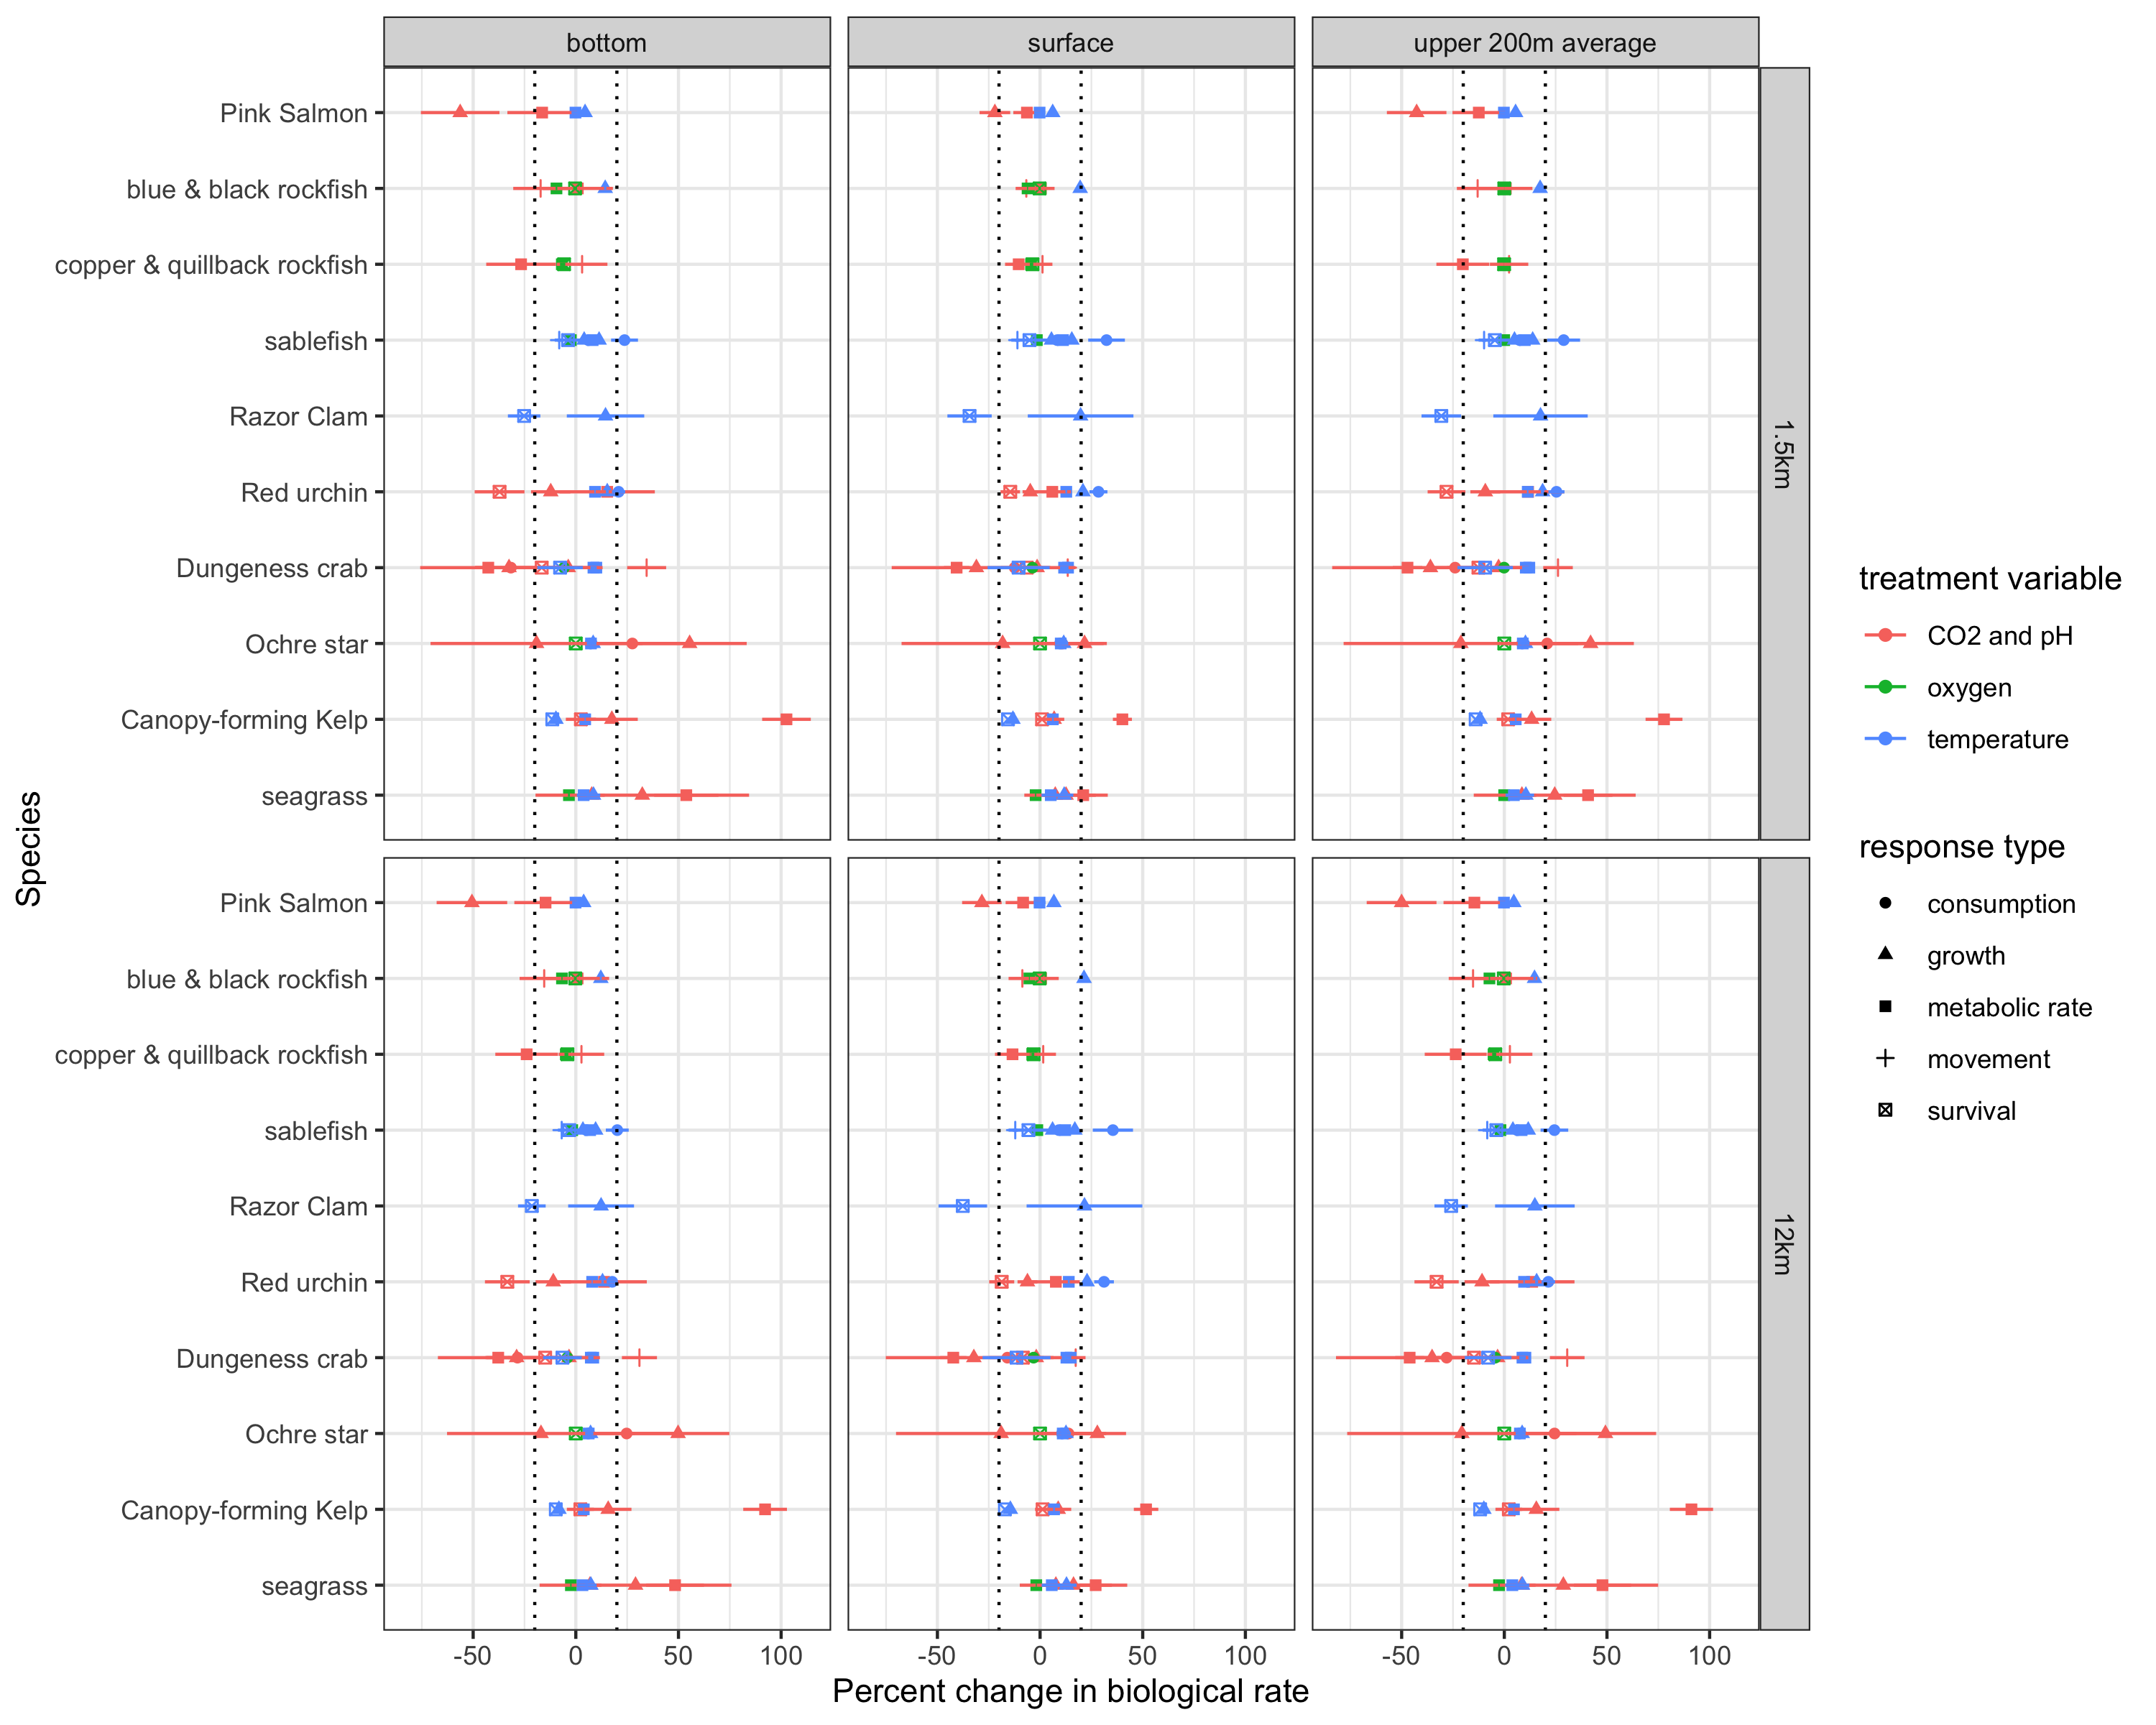 bottom
surface
upper 200m average
Pink Salmon
blue & black rockfish
copper & quillback rockfish
sablefish
Razor Clam
Red urchin
Dungeness crab
Ochre star
Canopy-forming Kelp
seagrass
1.5km
Pink Salmon
blue & black rockfish
copper & quillback rockfish
sablefish
Razor Clam
Red urchin
Dungeness crab
Ochre star
Canopy-forming Kelp
seagrass
12km
Species
-50 0 50 100
-50 0 50 100
-50 0 50 100
Percent change in biological rate
treatment variable
CO2 and pH
oxygen
temperature
response type
consumption
growth
metabolic rate
movement
survival